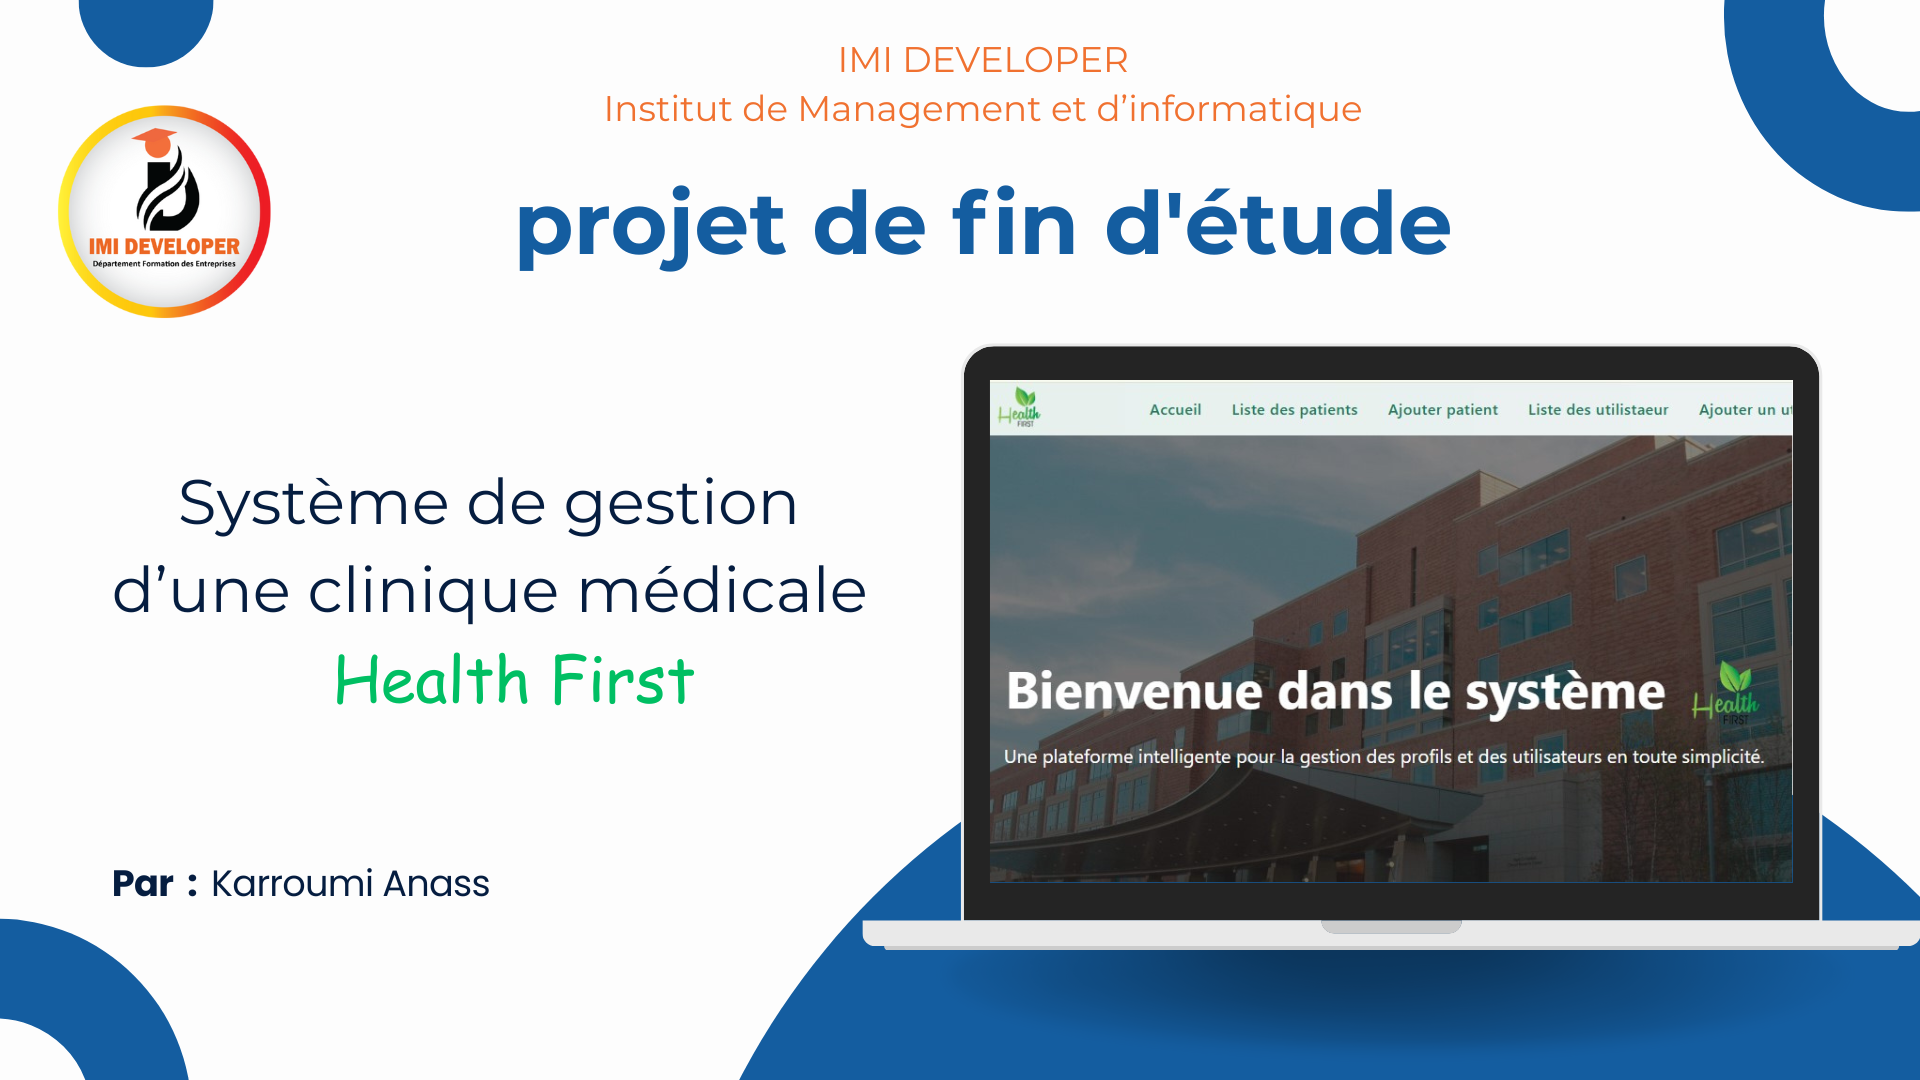 IMI DEVELOPER
Institut de Management et d’informatique
projet de fin d'étude
IMI DEVELOPER
Département Formation des Entreprises
Système de gestion
d’une clinique médicale
Health First
Par : Karroumi Anass
Health
FIRST
Accueil Liste des patients Ajouter patient Liste des utilistaeur Ajouter un ut
Bienvenue dans le système
Health
FIRST
Une plateforme intelligente pour la gestion des profils et des utilisateurs en toute simplicité.